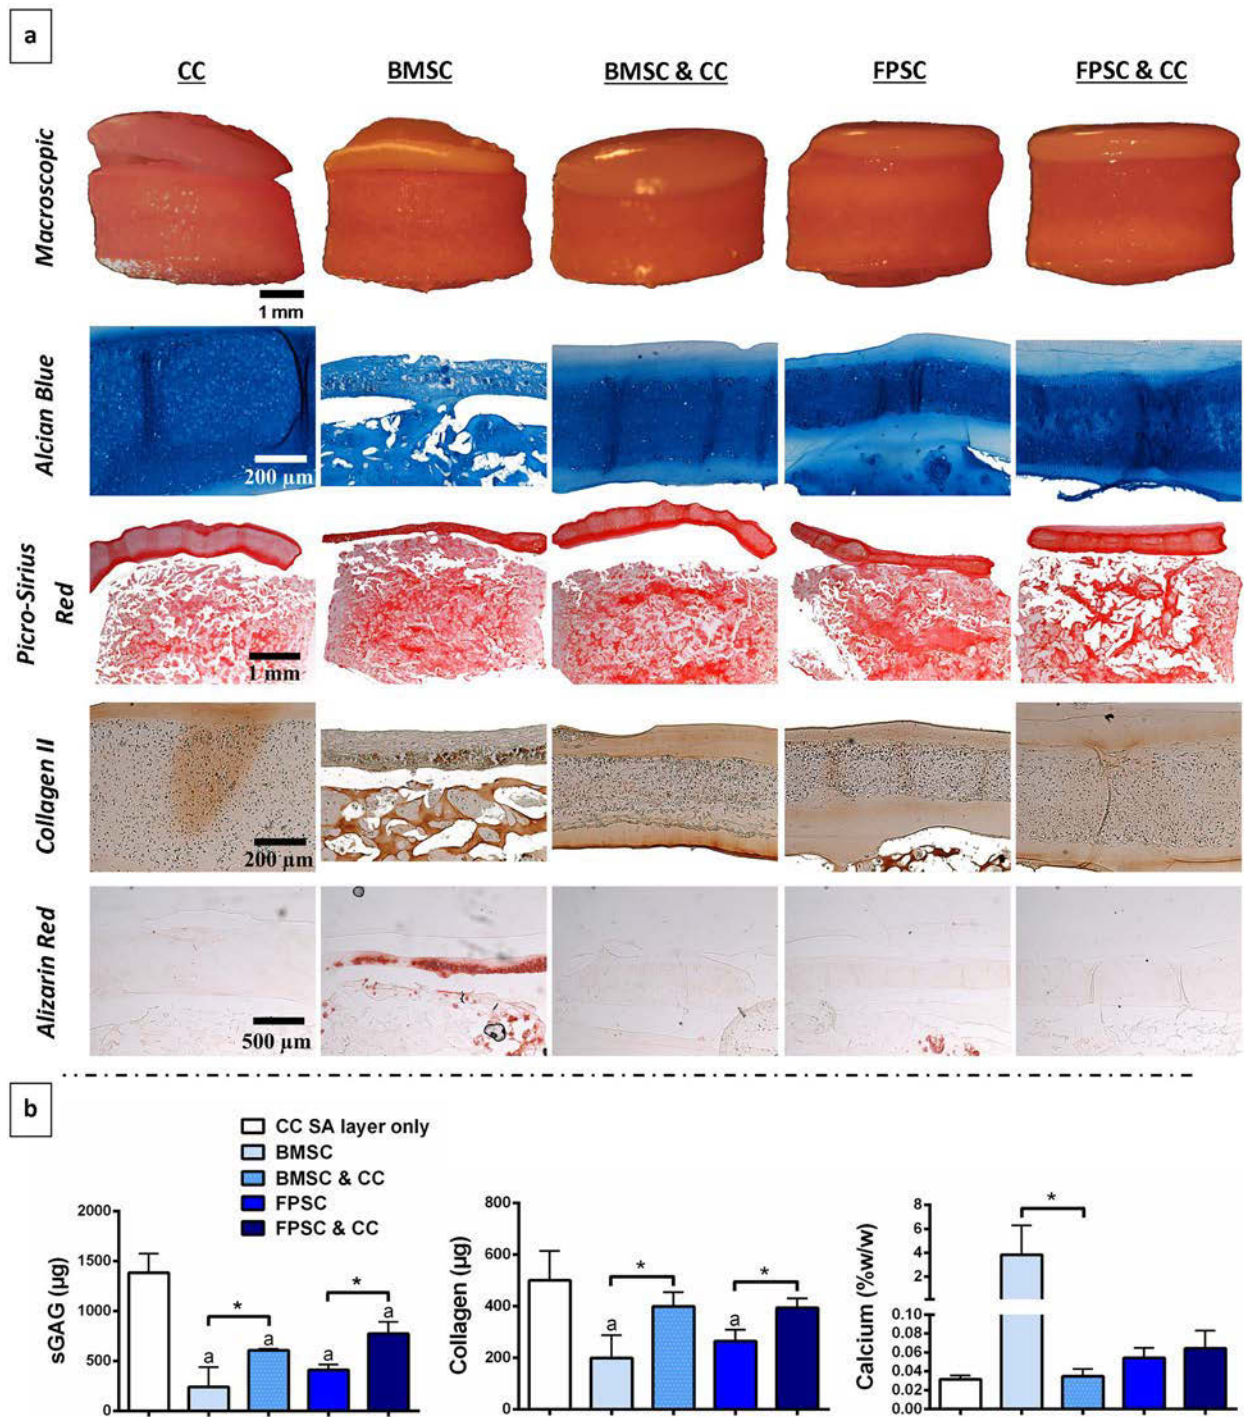 a
CC
BMSC
BMSC & CC
FPSC
FPSC & CC
Macroscopic
1 mm
Alcian Blue
200 µm
Picro-Sirius
Red
1 mm
Collagen II
200 µm
Alizarin Red
500 µm
b
CC SA layer only
BMSC
BMSC & CC
FPSC
FPSC & CC
sGAG (µg)
2000
1500
1000
500
0
a
*
a
a
*
a
Collagen (µg)
800
600
400
200
0
a
*
a
*
Calcium (%w/w)
8
6
4
2
0.10
0.08
0.06
0.04
0.02
0.00
*